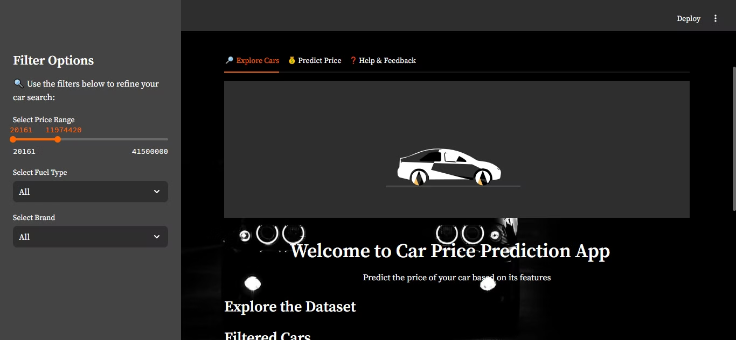 Deploy
Filter Options
🔍 Use the filters below to refine your
car search:
Select Price Range
20161 11974428
20161 41500000
Select Fuel Type
All
Select Brand
All
🔎 Explore Cars 💰 Predict Price ❓ Help & Feedback
Welcome to Car Price Prediction App
Predict the price of your car based on its features
Explore the Dataset
Filtered Cars